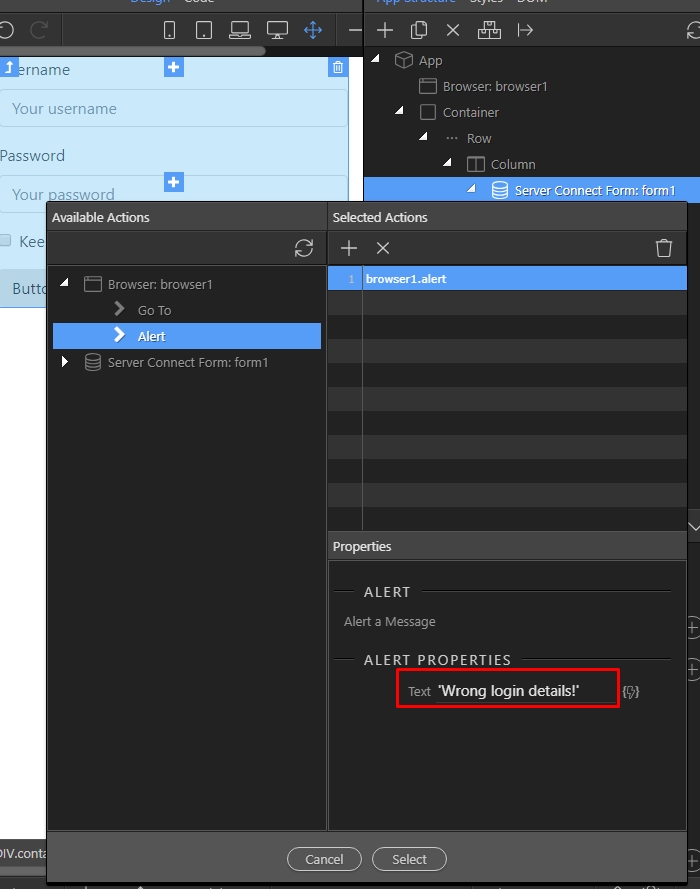 Design Code
App Structure Styles DOM
ername
Your username
Password
Your password
Kee
Butto
App
Browser: browser1
Container
Row
Column
Server Connect Form: form1
Available Actions
Browser: browser1
Go To
Alert
Server Connect Form: form1
Selected Actions
1 browser1.alert
Properties
ALERT
Alert a Message
ALERT PROPERTIES
Text 'Wrong login details!'
DIV.conta
Cancel Select